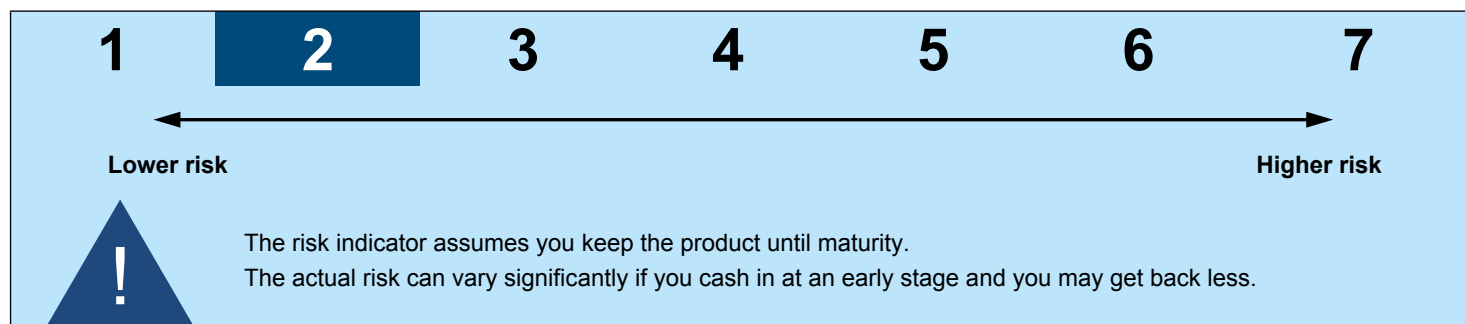 1 2 3 4 5 6 7
Lower risk Higher risk
!
The risk indicator assumes you keep the product until maturity.
The actual risk can vary significantly if you cash in at an early stage and you may get back less.